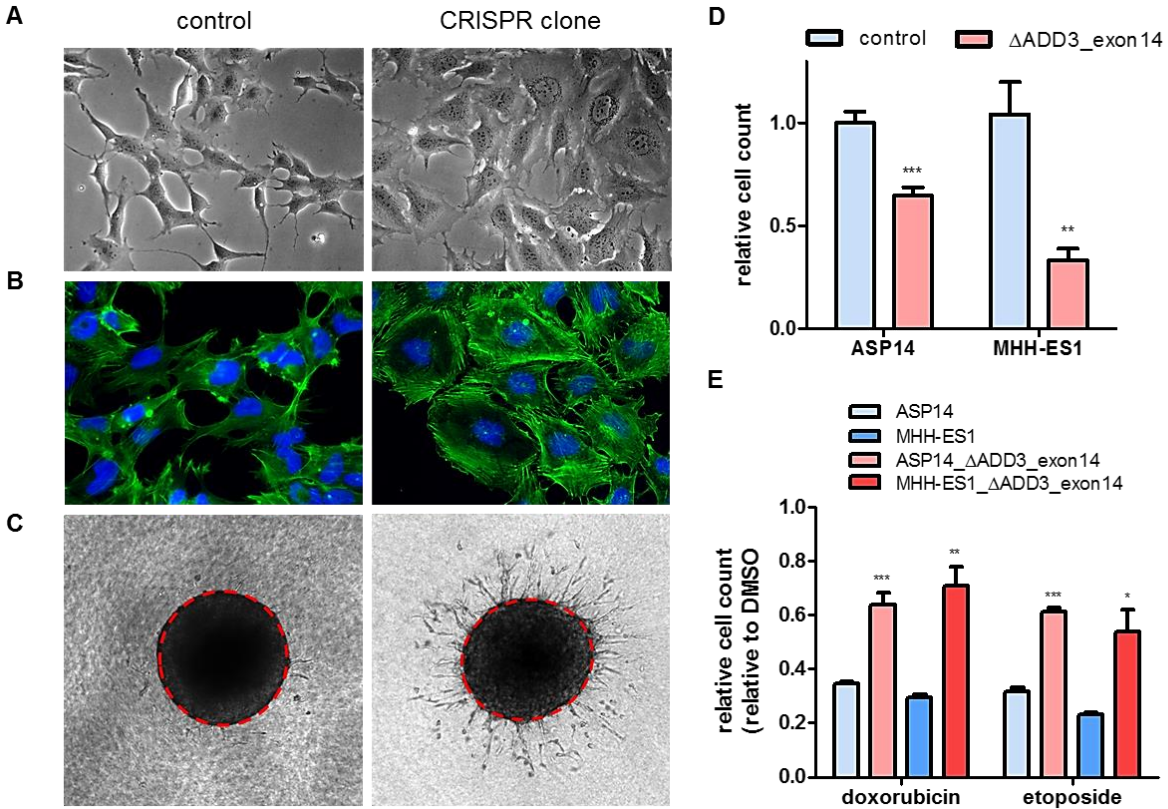 A
control
CRISPR clone
B
C
D
control
ΔADD3_exon14
relative cell count
1.0
0.5
0.0
***
**
ASP14
MHH-ES1
E
ASP14
MHH-ES1
ASP14_ΔADD3_exon14
MHH-ES1_ΔADD3_exon14
relative cell count
(relative to DMSO
1.0
0.8
0.6
0.4
0.2
0.0
***
**
***
*
doxorubicin
etoposide